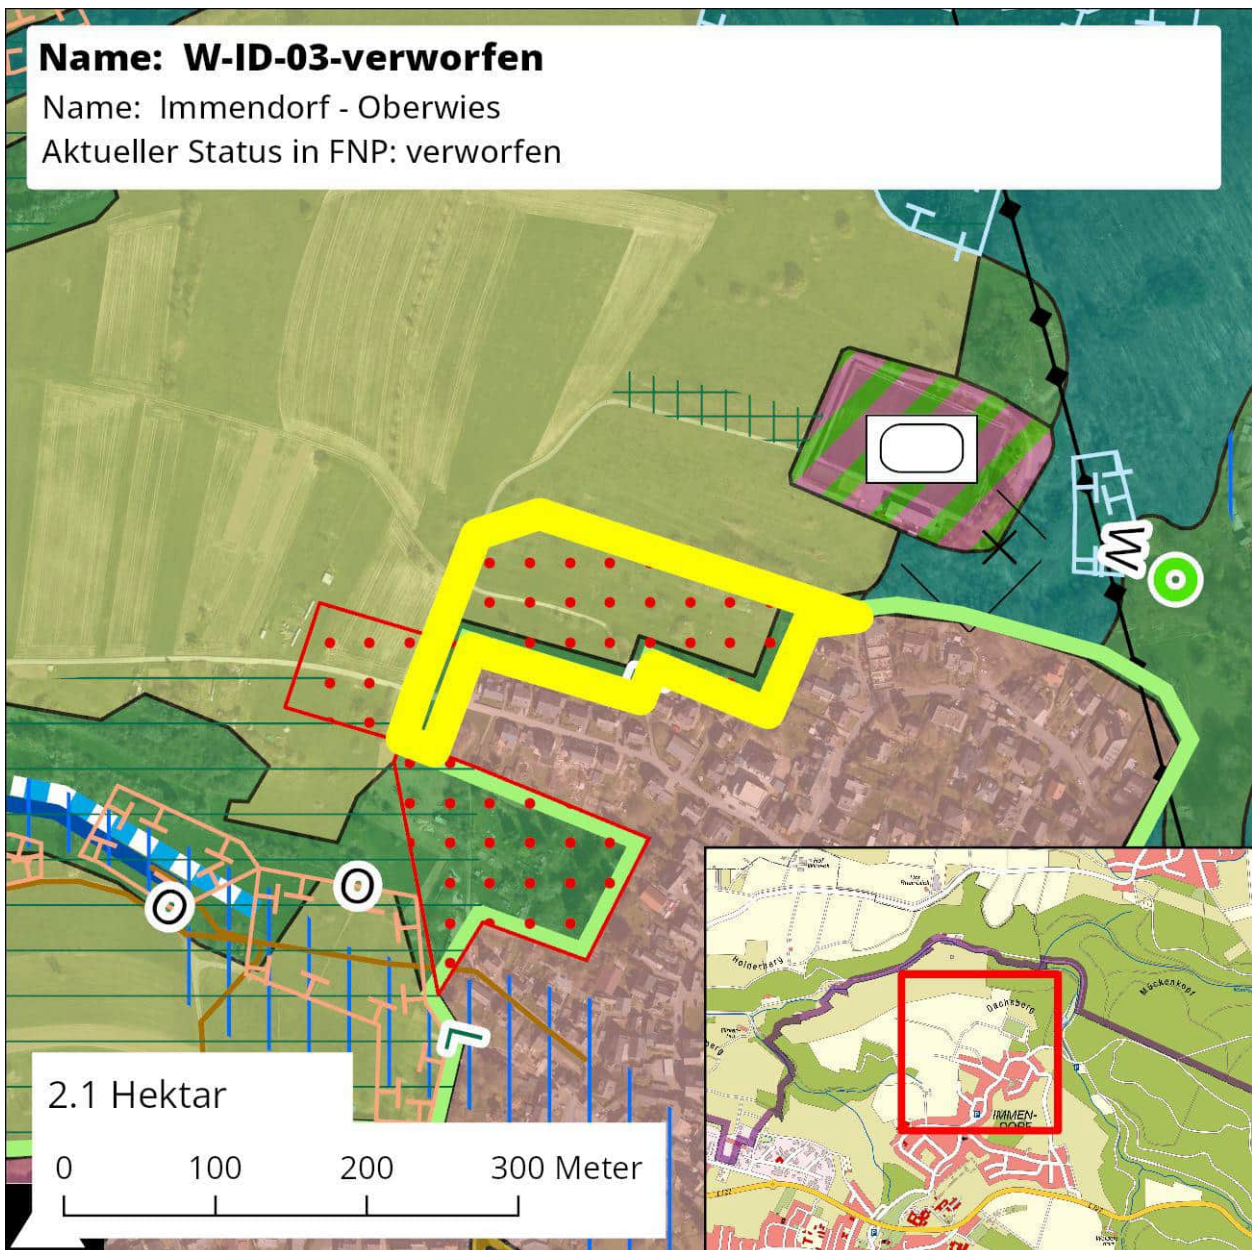 Name: W-ID-03-verworfen
Name: Immendorf - Oberwies
Aktueller Status in FNP: verworfen
W
O
O
L
2.1 Hektar
0 100 200 300 Meter
Dachsberg
Mückenkopf
IMMEN-
DORF